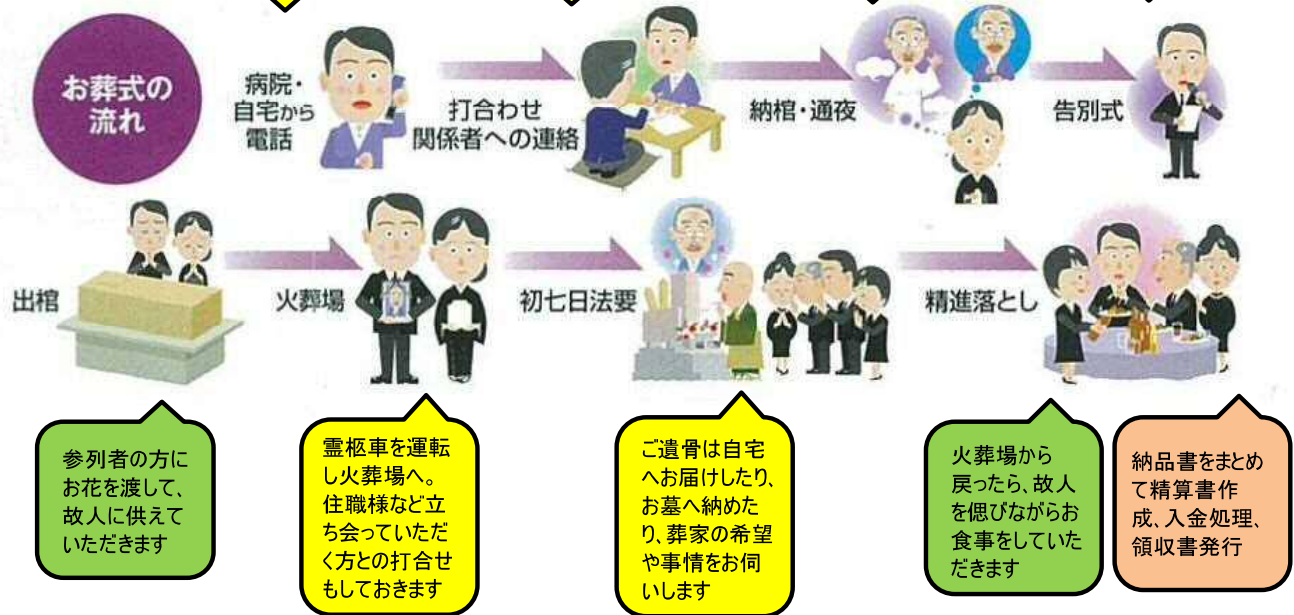 お葬式の
流れ
病院・
自宅から
電話
打合わせ
関係者への連絡
納棺・通夜
告別式
出棺
火葬場
初七日法要
精進落とし
参列者の方に
お花を渡して、
故人に供えて
いただきます
霊柩車を運転
し火葬場へ。
住職様など立
ち会っていただ
く方との打合せ
もしておきます
ご遺骨は自宅
へお届けしたり、
お墓へ納めた
り、葬家の希望
や事情をお伺
いします
火葬場から
戻ったら、故人
を偲びながらお
食事をしていた
だきます
納品書をまとめ
て精算書作
成、入金処理、
領収書発行